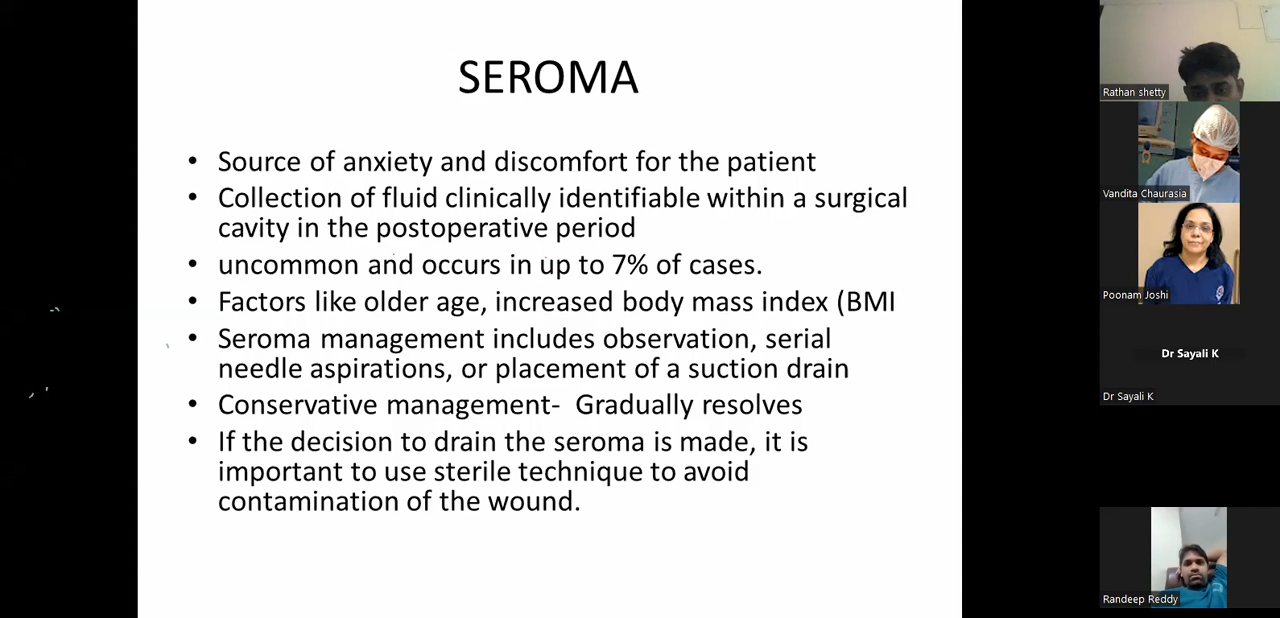 SEROMA
• Source of anxiety and discomfort for the patient
• Collection of fluid clinically identifiable within a surgical
cavity in the postoperative period
• uncommon and occurs in up to 7% of cases.
• Factors like older age, increased body mass index (BMI
• Seroma management includes observation, serial
needle aspirations, or placement of a suction drain
• Conservative management-  Gradually resolves
• If the decision to drain the seroma is made, it is
important to use sterile technique to avoid
contamination of the wound.
Rathan shetty
Vandita Chaurasia
Poonam Joshi
Dr Sayali K
Dr Sayali K
Randeep Reddy